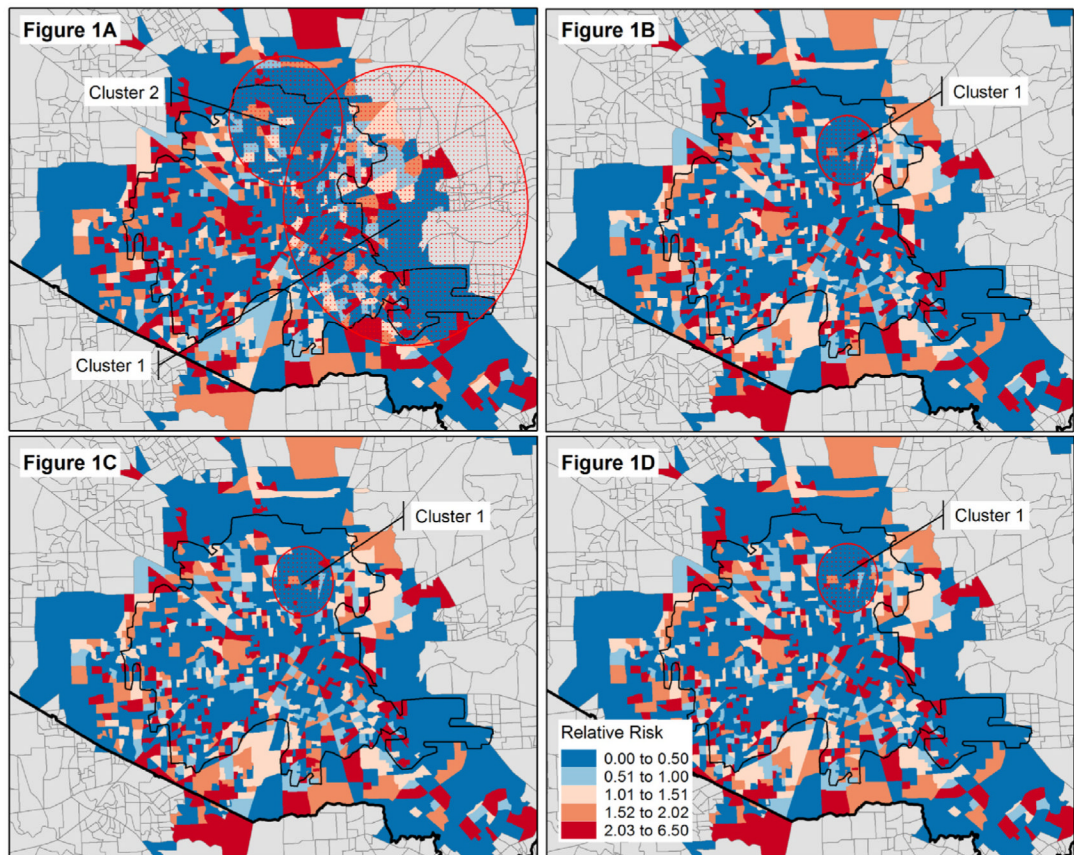 Figure 1A
Cluster 2
Cluster 1
Figure 1B
Cluster 1
Figure 1C
Cluster 1
Figure 1D
Cluster 1
Relative Risk
0.00 to 0.50
0.51 to 1.00
1.01 to 1.51
1.52 to 2.02
2.03 to 6.50